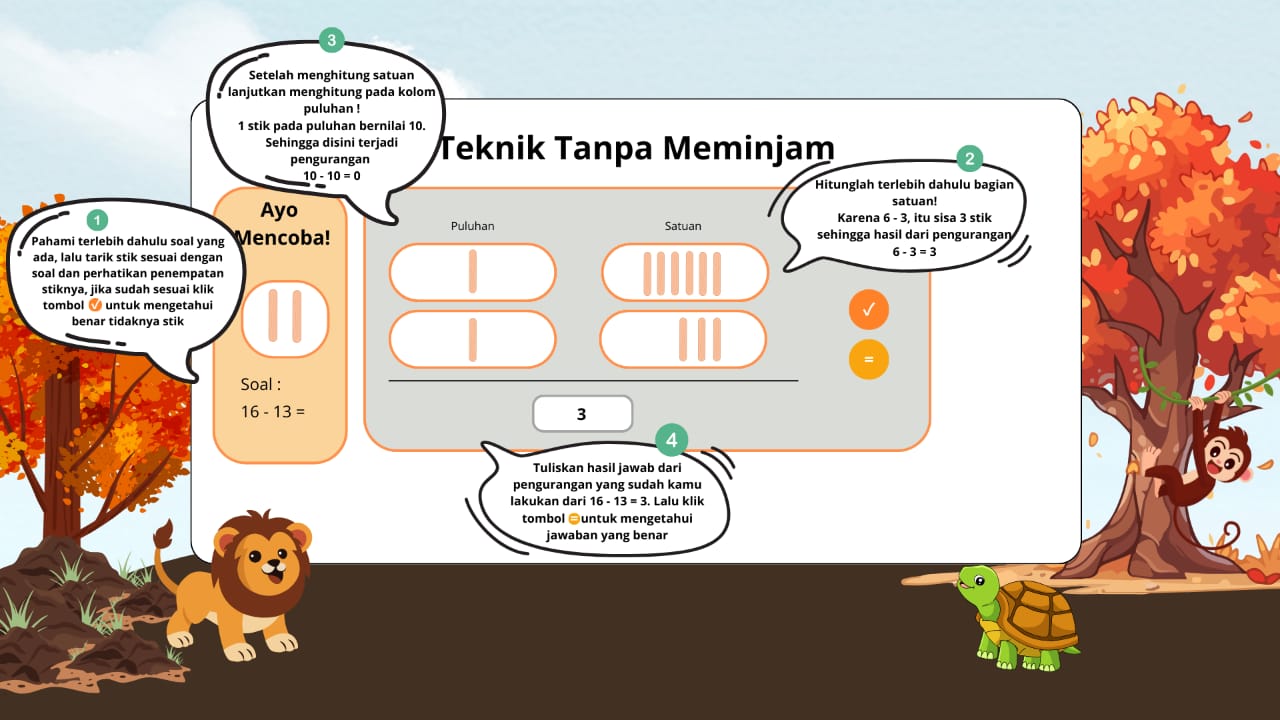 Teknik Tanpa Meminjam
1
Pahami terlebih dahulu soal yang
ada, lalu tarik stik sesuai dengan
soal dan perhatikan penempatan
stiknya, jika sudah sesuai klik
tombol ✓ untuk mengetahui
benar tidaknya stik
2
Hitunglah terlebih dahulu bagian
satuan!
Karena 6 - 3, itu sisa 3 stik
sehingga hasil dari pengurangan
6 - 3 = 3
3
Setelah menghitung satuan
lanjutkan menghitung pada kolom
puluhan !
1 stik pada puluhan bernilai 10.
Sehingga disini terjadi
pengurangan
10 - 10 = 0
4
Tuliskan hasil jawab dari
pengurangan yang sudah kamu
lakukan dari 16 - 13 = 3. Lalu klik
tombol = untuk mengetahui
jawaban yang benar
Ayo
Mencoba!
Soal :
16 - 13 =
Puluhan
Satuan
✓
=
3